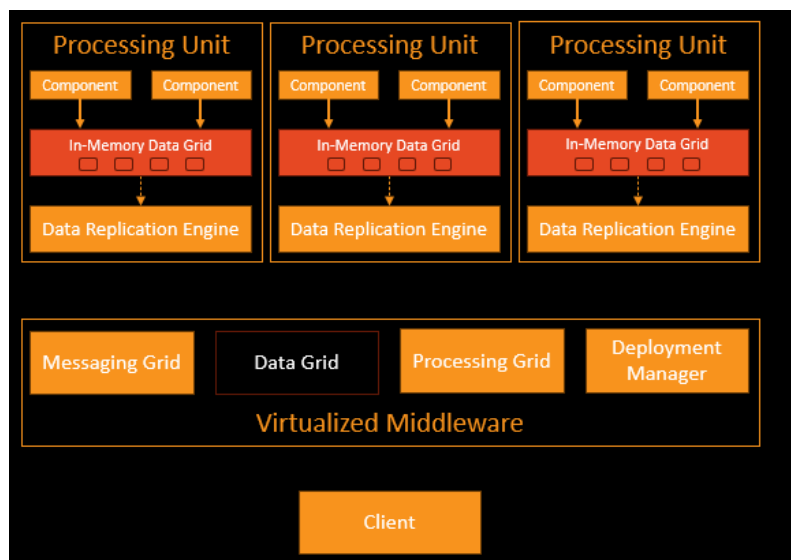 Processing Unit
Processing Unit
Processing Unit
Component
Component
Component
Component
Component
Component
In-Memory Data Grid
In-Memory Data Grid
In-Memory Data Grid
Data Replication Engine
Data Replication Engine
Data Replication Engine
Messaging Grid
Data Grid
Processing Grid
Deployment
Manager
Virtualized Middleware
Client